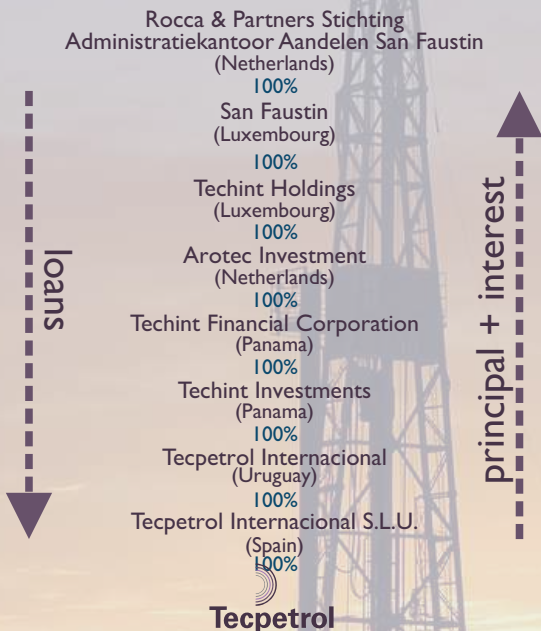 Rocca & Partners Stichting
Administratiekantoor Aandelen San Faustin
(Netherlands)
100%
San Faustin
(Luxembourg)
100%
Techint Holdings
(Luxembourg)
100%
Arotec Investment
(Netherlands)
100%
Techint Financial Corporation
(Panama)
100%
Techint Investments
(Panama)
100%
Tecpetrol Internacional
(Uruguay)
100%
Tecpetrol Internacional S.L.U.
(Spain)
100%
Tecpetrol
loans
principal + interest